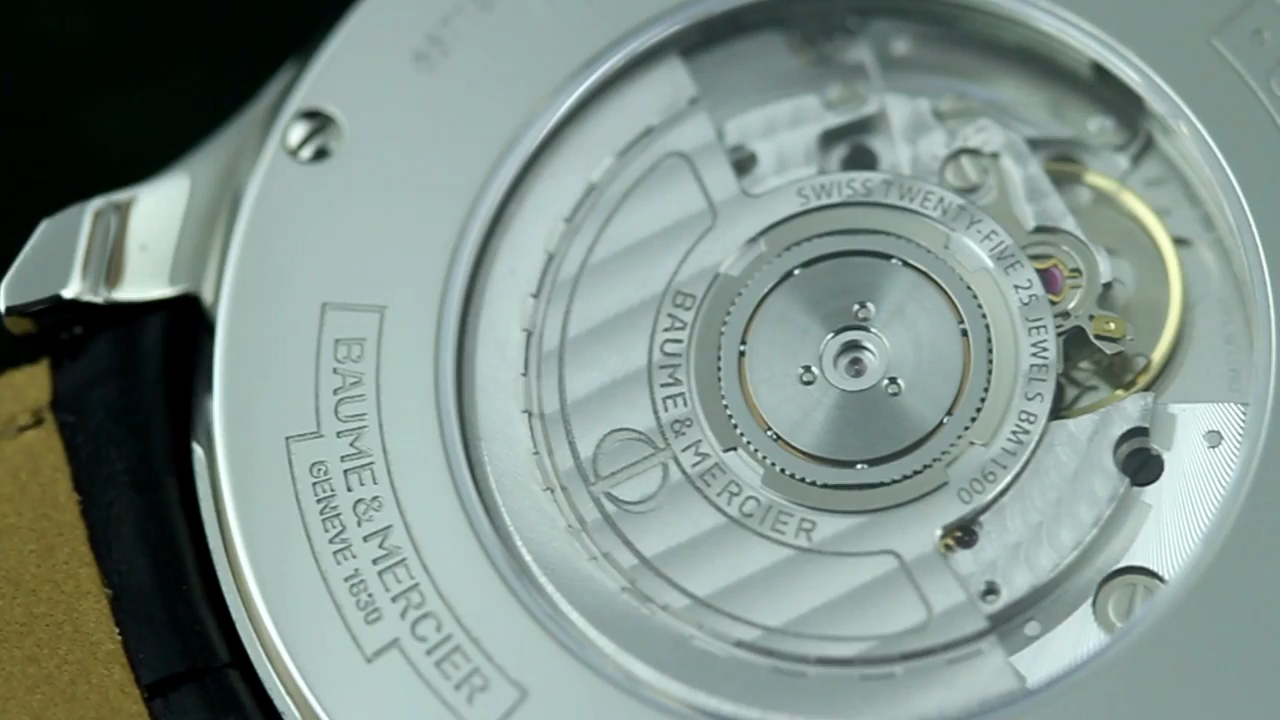 SWISS TWENTY-FIVE 25 JEWELS BM11900
BAUME & MERCIER
BAUME & MERCIER
GENEVE 1830